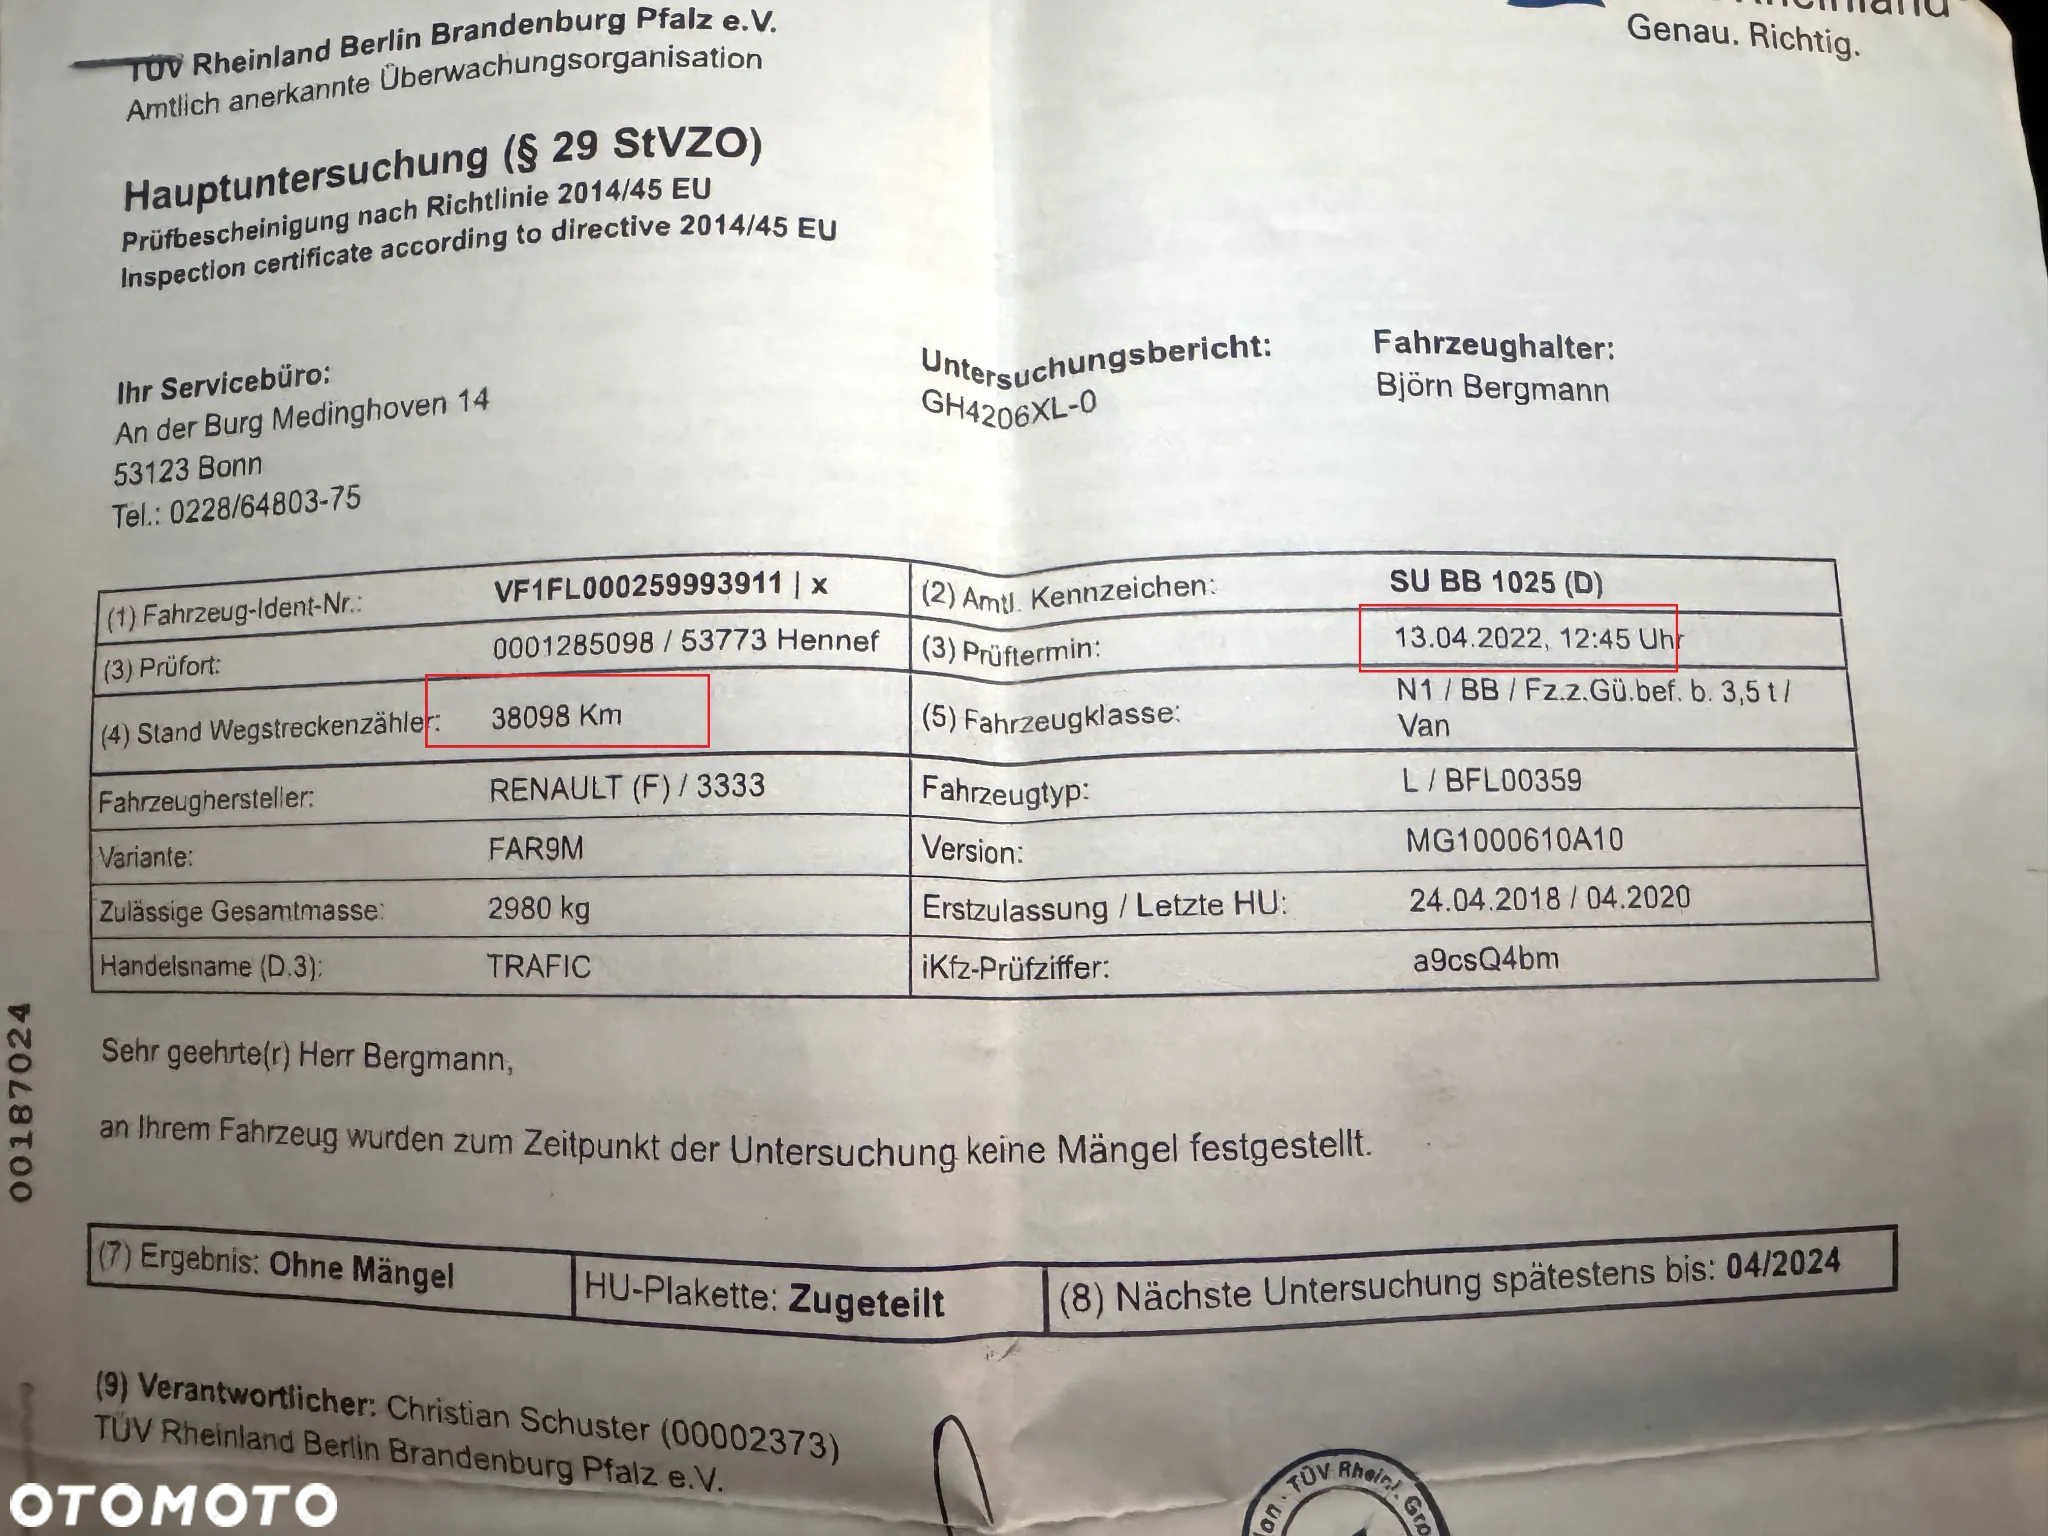 TÜV Rheinland Berlin Brandenburg Pfalz e.V.
Amtlich anerkannte Überwachungsorganisation
Genau. Richtig.
Hauptuntersuchung (§ 29 StVZO)
Prüfbescheinigung nach Richtlinie 2014/45 EU
Inspection certificate according to directive 2014/45 EU
Ihr Servicebüro:
An der Burg Medinghoven 14
53123 Bonn
Tel.: 0228/64803-75
Untersuchungsbericht:
GH4206XL-0
Fahrzeughalter:
Björn Bergmann
(1) Fahrzeug-Ident-Nr.: VF1FL000259993911 | x (2) Amtl. Kennzeichen: SU BB 1025 (D)
(3) Prüfort: 0001285098 / 53773 Hennef (3) Prüftermin: 13.04.2022, 12:45 Uhr
(4) Stand Wegstreckenzähler: 38098 Km (5) Fahrzeugklasse: N1 / BB / Fz.z.Gü.bef. b. 3,5 t /
Van
Fahrzeughersteller: RENAULT (F) / 3333 Fahrzeugtyp: L / BFL00359
Variante: FAR9M Version: MG1000610A10
Zulässige Gesamtmasse: 2980 kg Erstzulassung / Letzte HU: 24.04.2018 / 04.2020
Handelsname (D.3): TRAFIC iKfz-Prüfziffer: a9csQ4bm
00187024
Sehr geehrte(r) Herr Bergmann,
an Ihrem Fahrzeug wurden zum Zeitpunkt der Untersuchung keine Mängel festgestellt.
(7) Ergebnis: Ohne Mängel HU-Plakette: Zugeteilt (8) Nächste Untersuchung spätestens bis: 04/2024
(9) Verantwortlicher: Christian Schuster (00002373)
TÜV Rheinland Berlin Brandenburg Pfalz e.V.
TÜV Rheinl. Gro
OTOMOTO